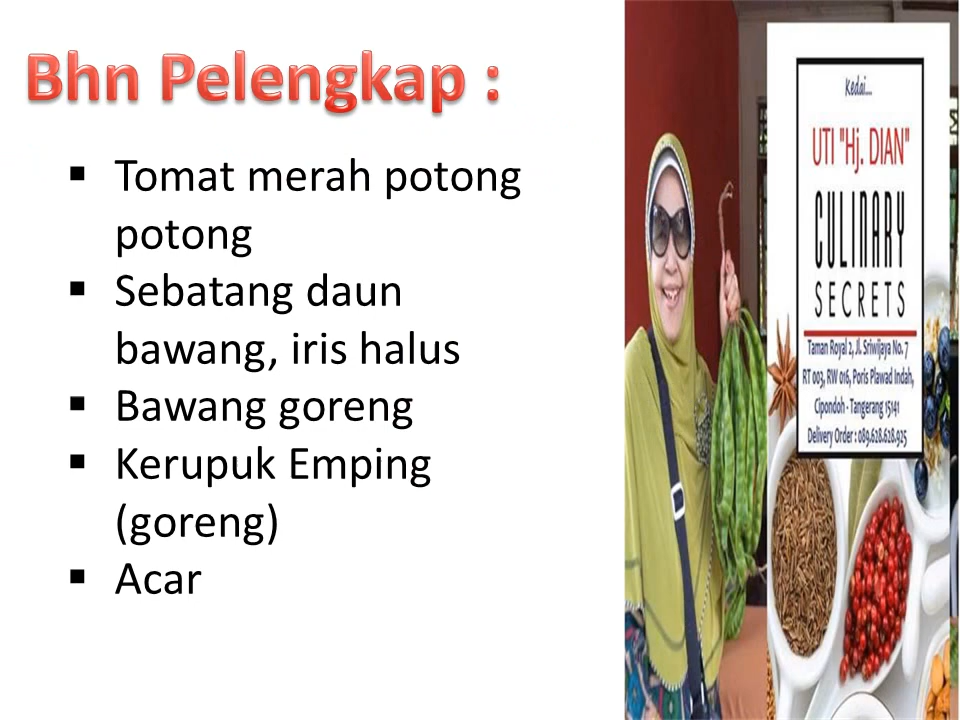 Bhn Pelengkap :
▪ Tomat merah potong
potong
▪ Sebatang daun
bawang, iris halus
▪ Bawang goreng
▪ Kerupuk Emping
(goreng)
▪ Acar
Kedai....
UTI "Hj. DIAN"
CULINARY
SECRETS
Taman Royal 2, Jl. Sriwijaya No. 7
RT 003, RW 016, Poris Plawad Indah,
Cipondoh - Tangerang 15141
Delivery Order : 089.628.628.925